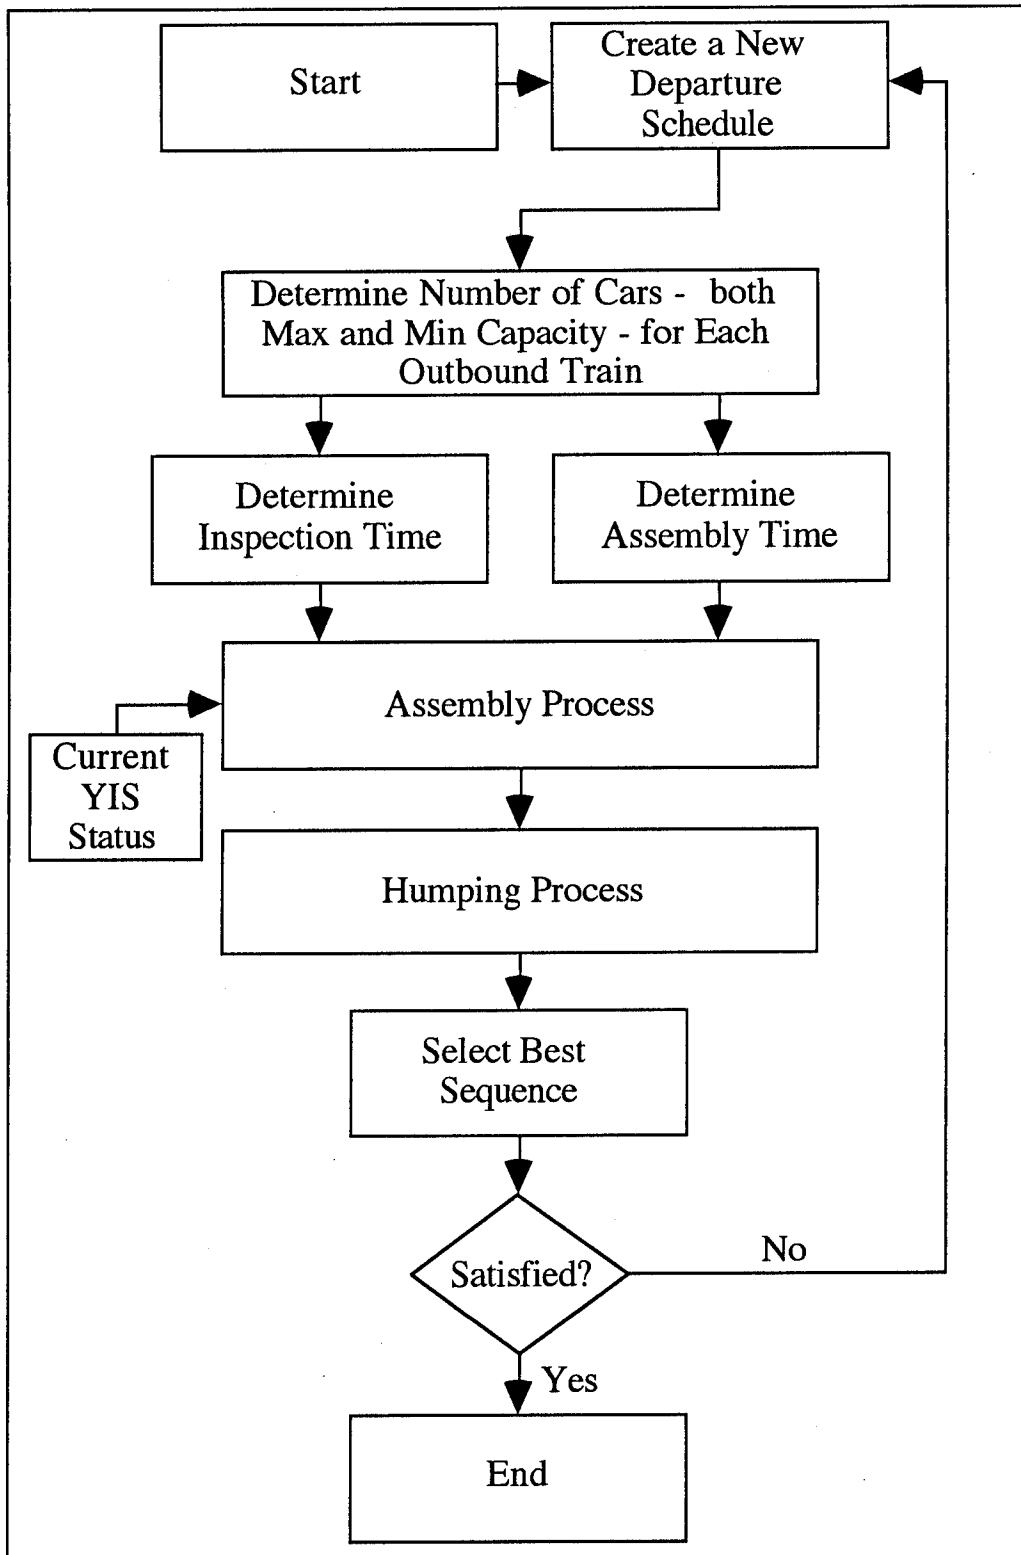 Start
Create a New
Departure
Schedule
Determine Number of Cars - both
Max and Min Capacity - for Each
Outbound Train
Determine
Inspection Time
Determine
Assembly Time
Assembly Process
Current
YIS
Status
Humping Process
Select Best
Sequence
Satisfied?
No
Yes
End